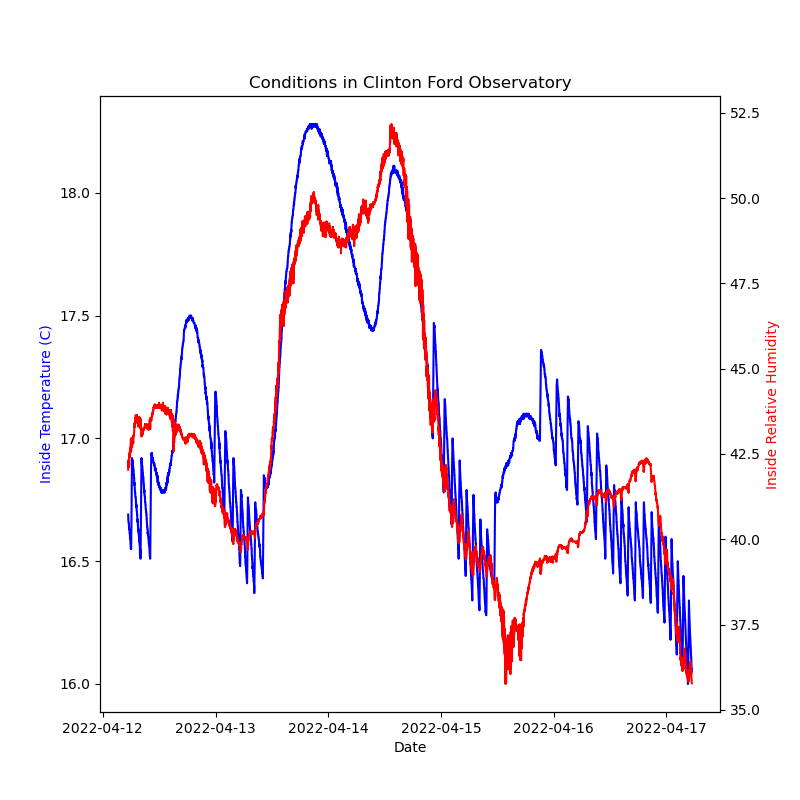 Conditions in Clinton Ford Observatory
Inside Temperature (C)
18.0
17.5
17.0
16.5
16.0
52.5
50.0
47.5
45.0
42.5
40.0
37.5
35.0
Inside Relative Humidity
2022-04-12 2022-04-13 2022-04-14 2022-04-15 2022-04-16 2022-04-17
Date